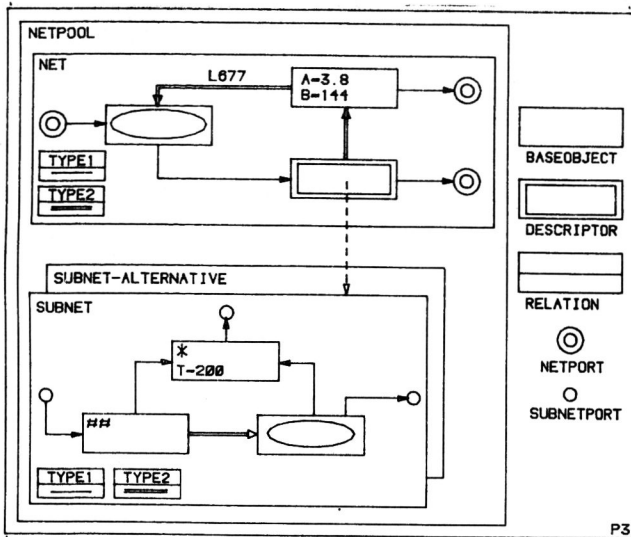 NETPOOL
NET
L677
A=3.8
B=144
TYPE1
TYPE2
SUBNET-ALTERNATIVE
SUBNET
*
T-200
##
TYPE1
TYPE2
BASEOBJECT
DESCRIPTOR
RELATION
NETPORT
SUBNETPORT
P3